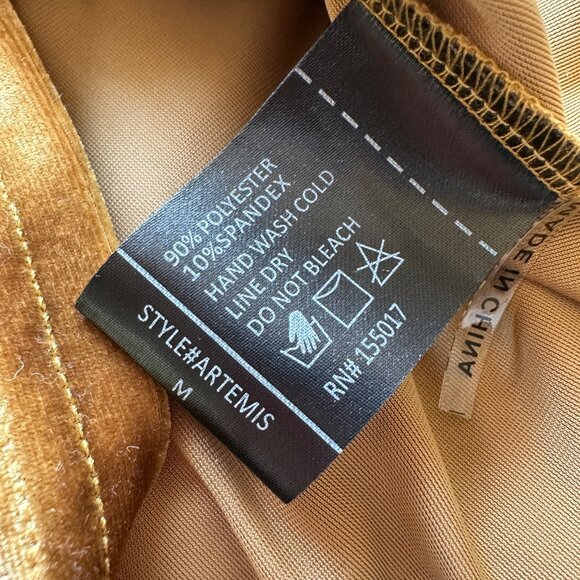 90% POLYESTER
10%SPANDEX
HAND WASH COLD
LINE DRY
DO NOT BLEACH
RN# 155017
STYLE#ARTEMIS
M
MADE IN CHINA